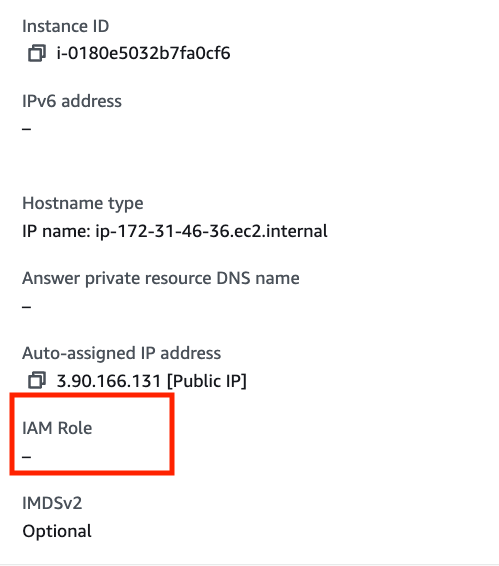 Instance ID
i-0180e5032b7fa0cf6
IPv6 address
–
Hostname type
IP name: ip-172-31-46-36.ec2.internal
Answer private resource DNS name
–
Auto-assigned IP address
3.90.166.131 [Public IP]
IAM Role
–
IMDSv2
Optional